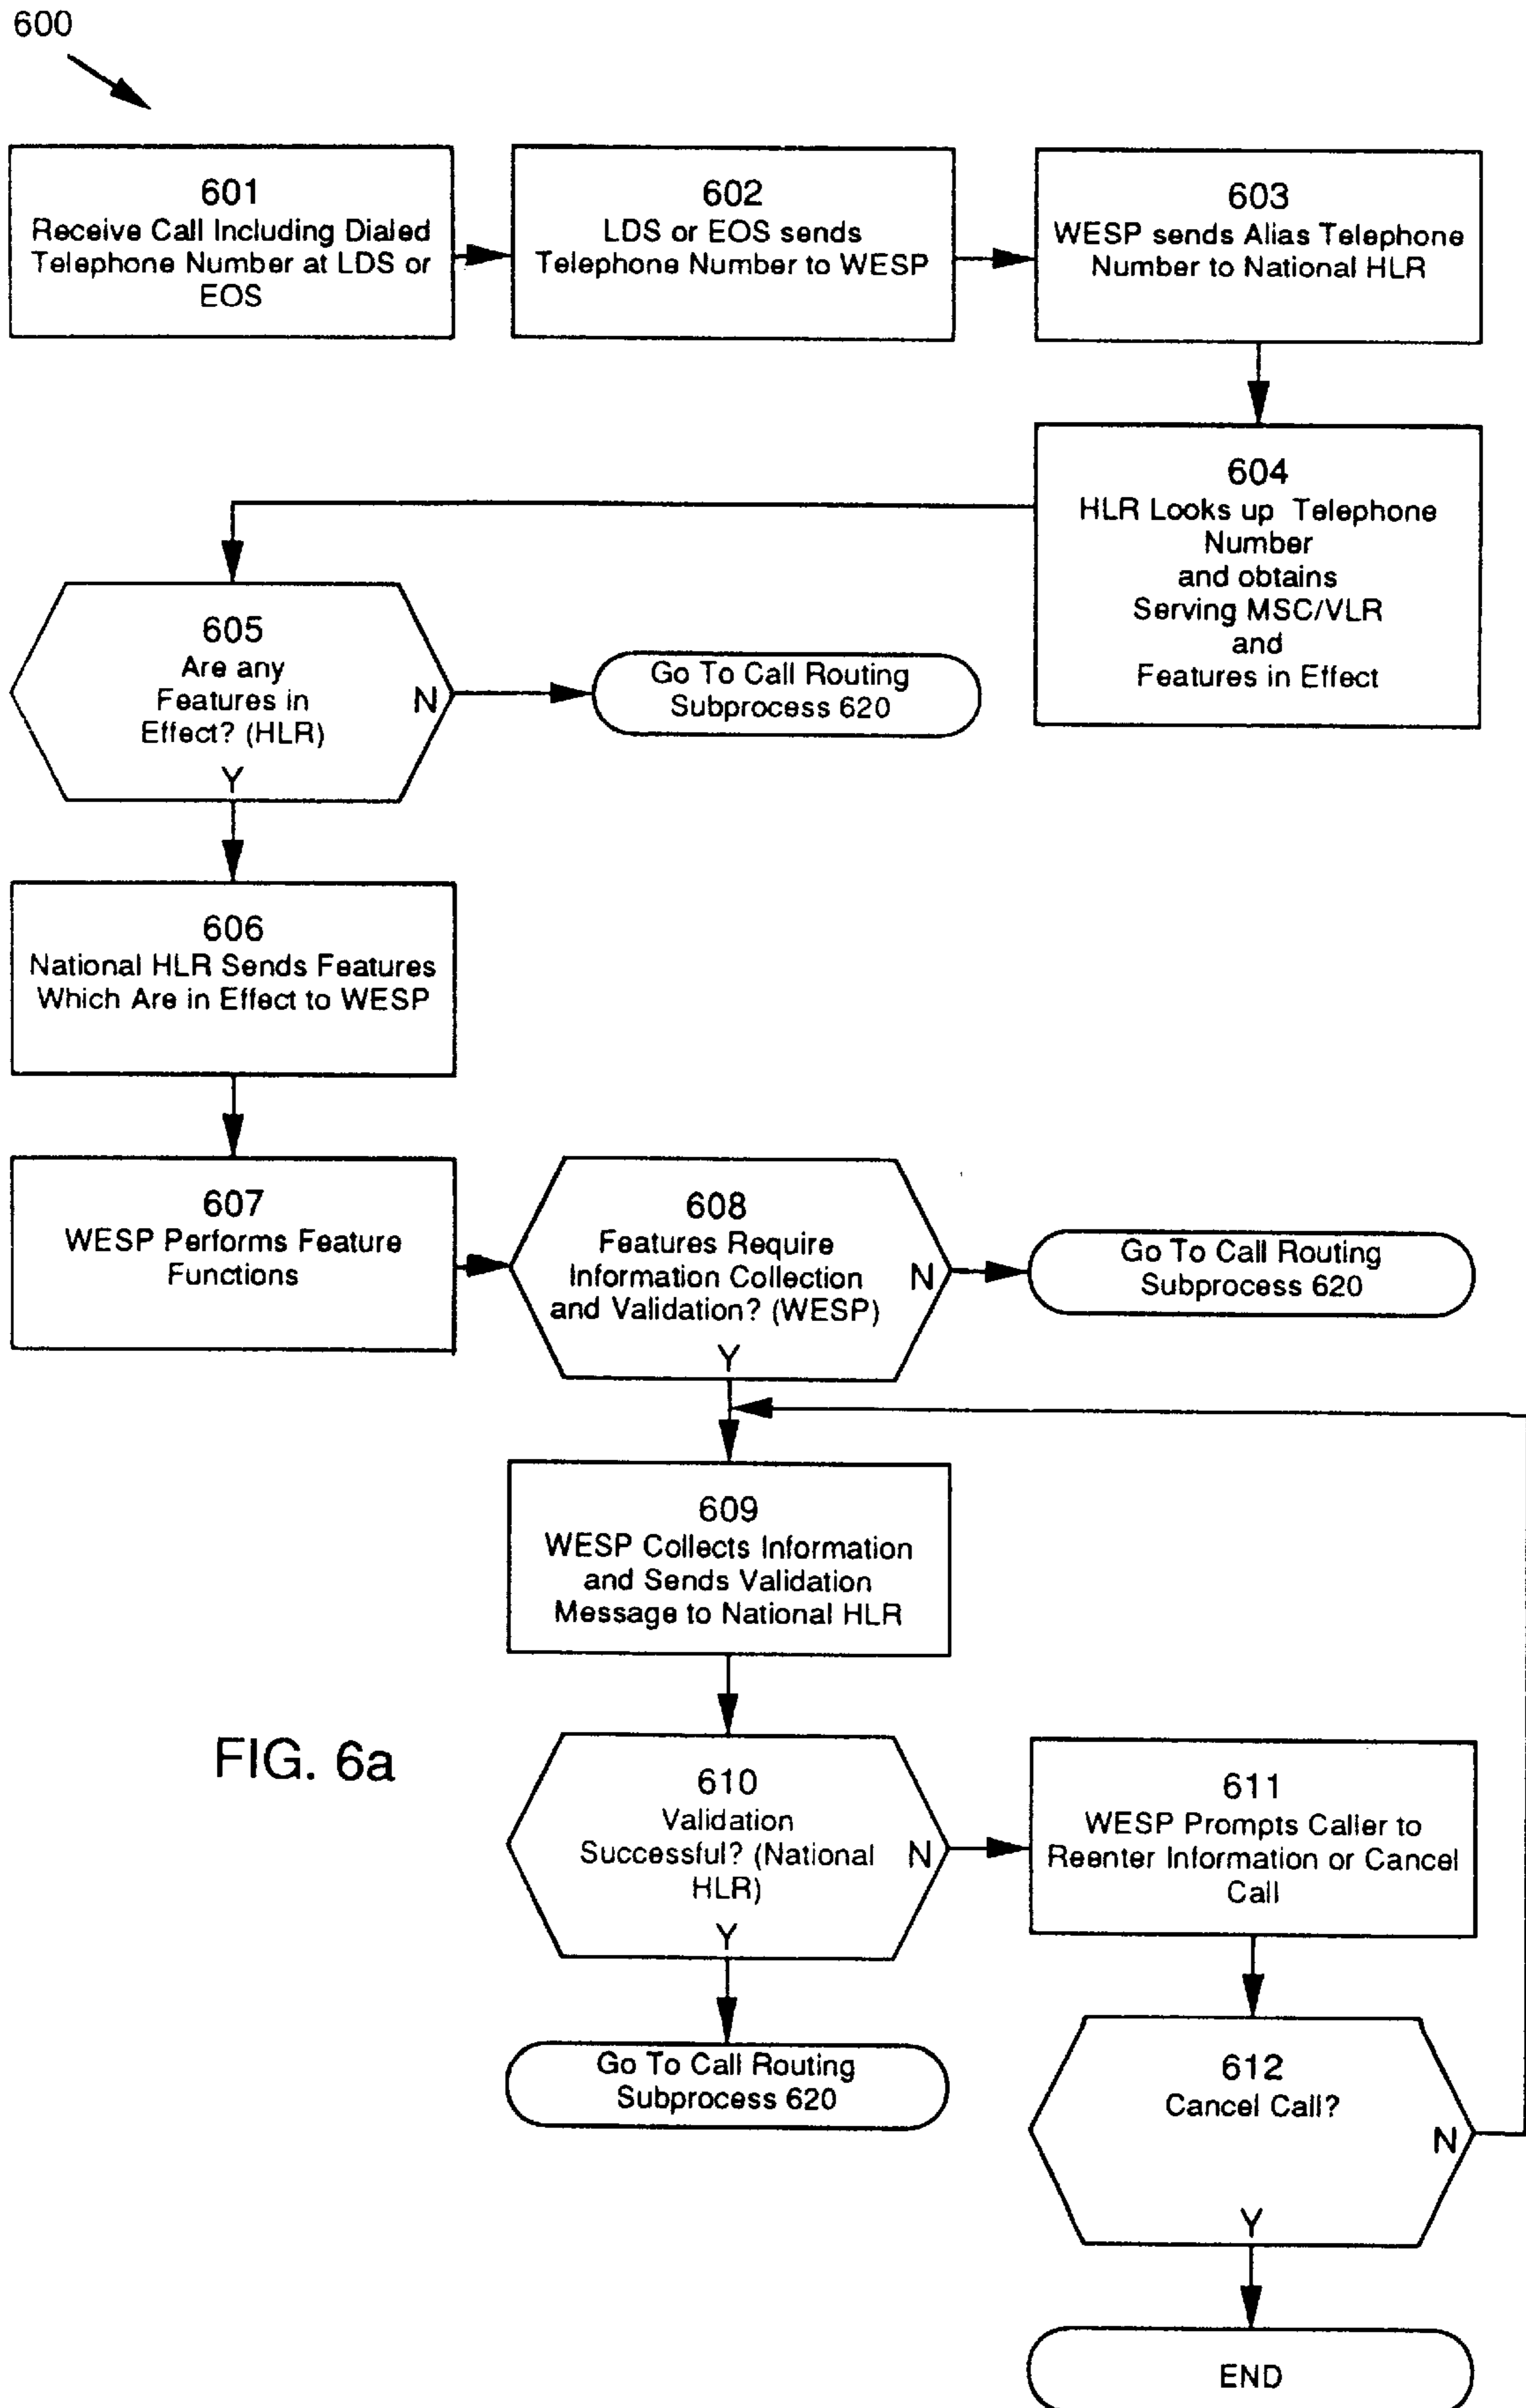 600
601
Receive Call Including Dialed
Telephone Number at LDS or
EOS
602
LDS or EOS sends
Telephone Number to WESP
603
WESP sends Alias Telephone
Number to National HLR
604
HLR Looks up Telephone
Number
and obtains
Serving MSC/VLR
and
Features in Effect
605
Are any
Features in
Effect? (HLR)
N
Y
Go To Call Routing
Subprocess 620
606
National HLR Sends Features
Which Are in Effect to WESP
607
WESP Performs Feature
Functions
608
Features Require
Information Collection
and Validation? (WESP)
N
Y
Go To Call Routing
Subprocess 620
609
WESP Collects Information
and Sends Validation
Message to National HLR
FIG. 6a
610
Validation
Successful? (National
HLR)
N
Y
611
WESP Prompts Caller to
Reenter Information or Cancel
Call
Go To Call Routing
Subprocess 620
612
Cancel Call?
N
Y
END